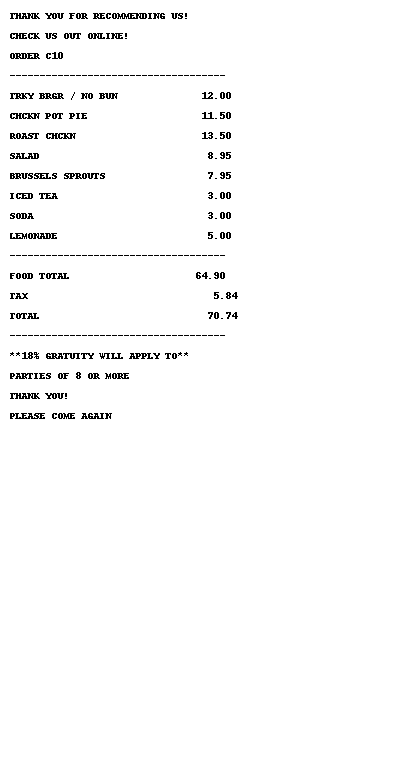 THANK YOU FOR RECOMMENDING US!
CHECK US OUT ONLINE!
ORDER C10
------------------------------------
TRKY BRGR / NO BUN 12.00
CHCKN POT PIE 11.50
ROAST CHCKN 13.50
SALAD 8.95
BRUSSELS SPROUTS 7.95
ICED TEA 3.00
SODA 3.00
LEMONADE 5.00
------------------------------------
FOOD TOTAL 64.90
TAX 5.84
TOTAL 70.74
------------------------------------
**18% GRATUITY WILL APPLY TO**
PARTIES OF 8 OR MORE
THANK YOU!
PLEASE COME AGAIN